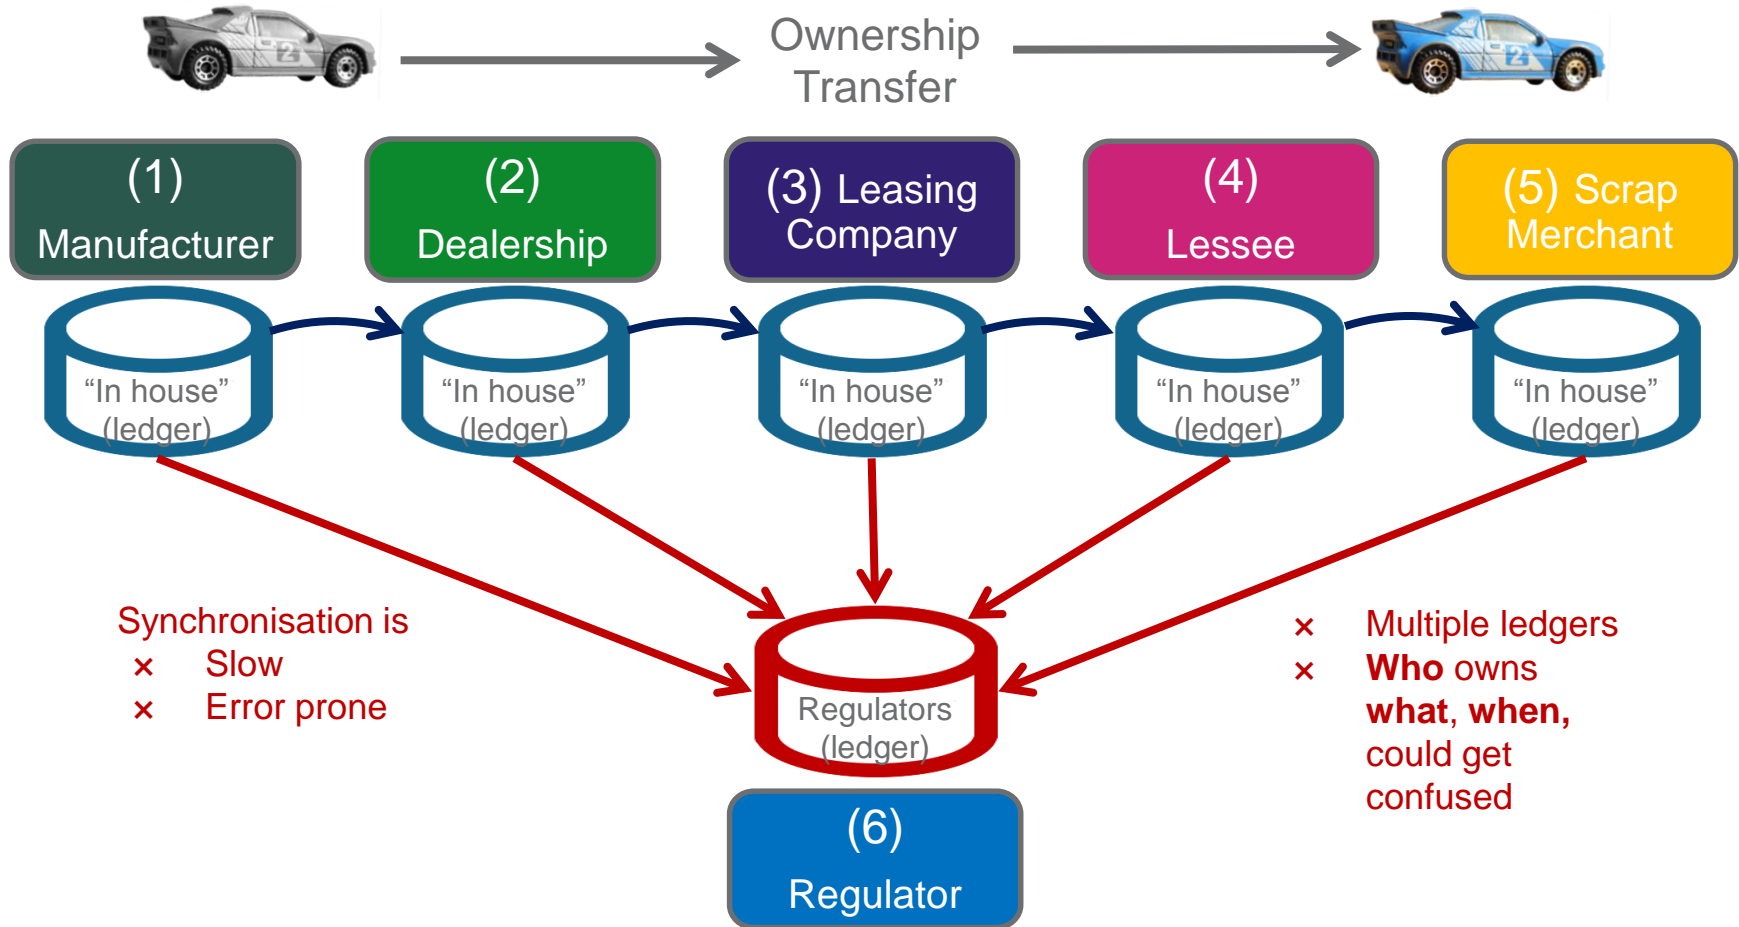 Ownership
Transfer
2
2
(1)
Manufacturer
(2)
Dealership
(3) Leasing
Company
(4)
Lessee
(5) Scrap
Merchant
“In house”
(ledger)
“In house”
(ledger)
“In house”
(ledger)
“In house”
(ledger)
“In house”
(ledger)
Synchronisation is
× Slow
× Error prone
Regulators
(ledger)
× Multiple ledgers
× Who owns
what, when,
could get
confused
(6)
Regulator